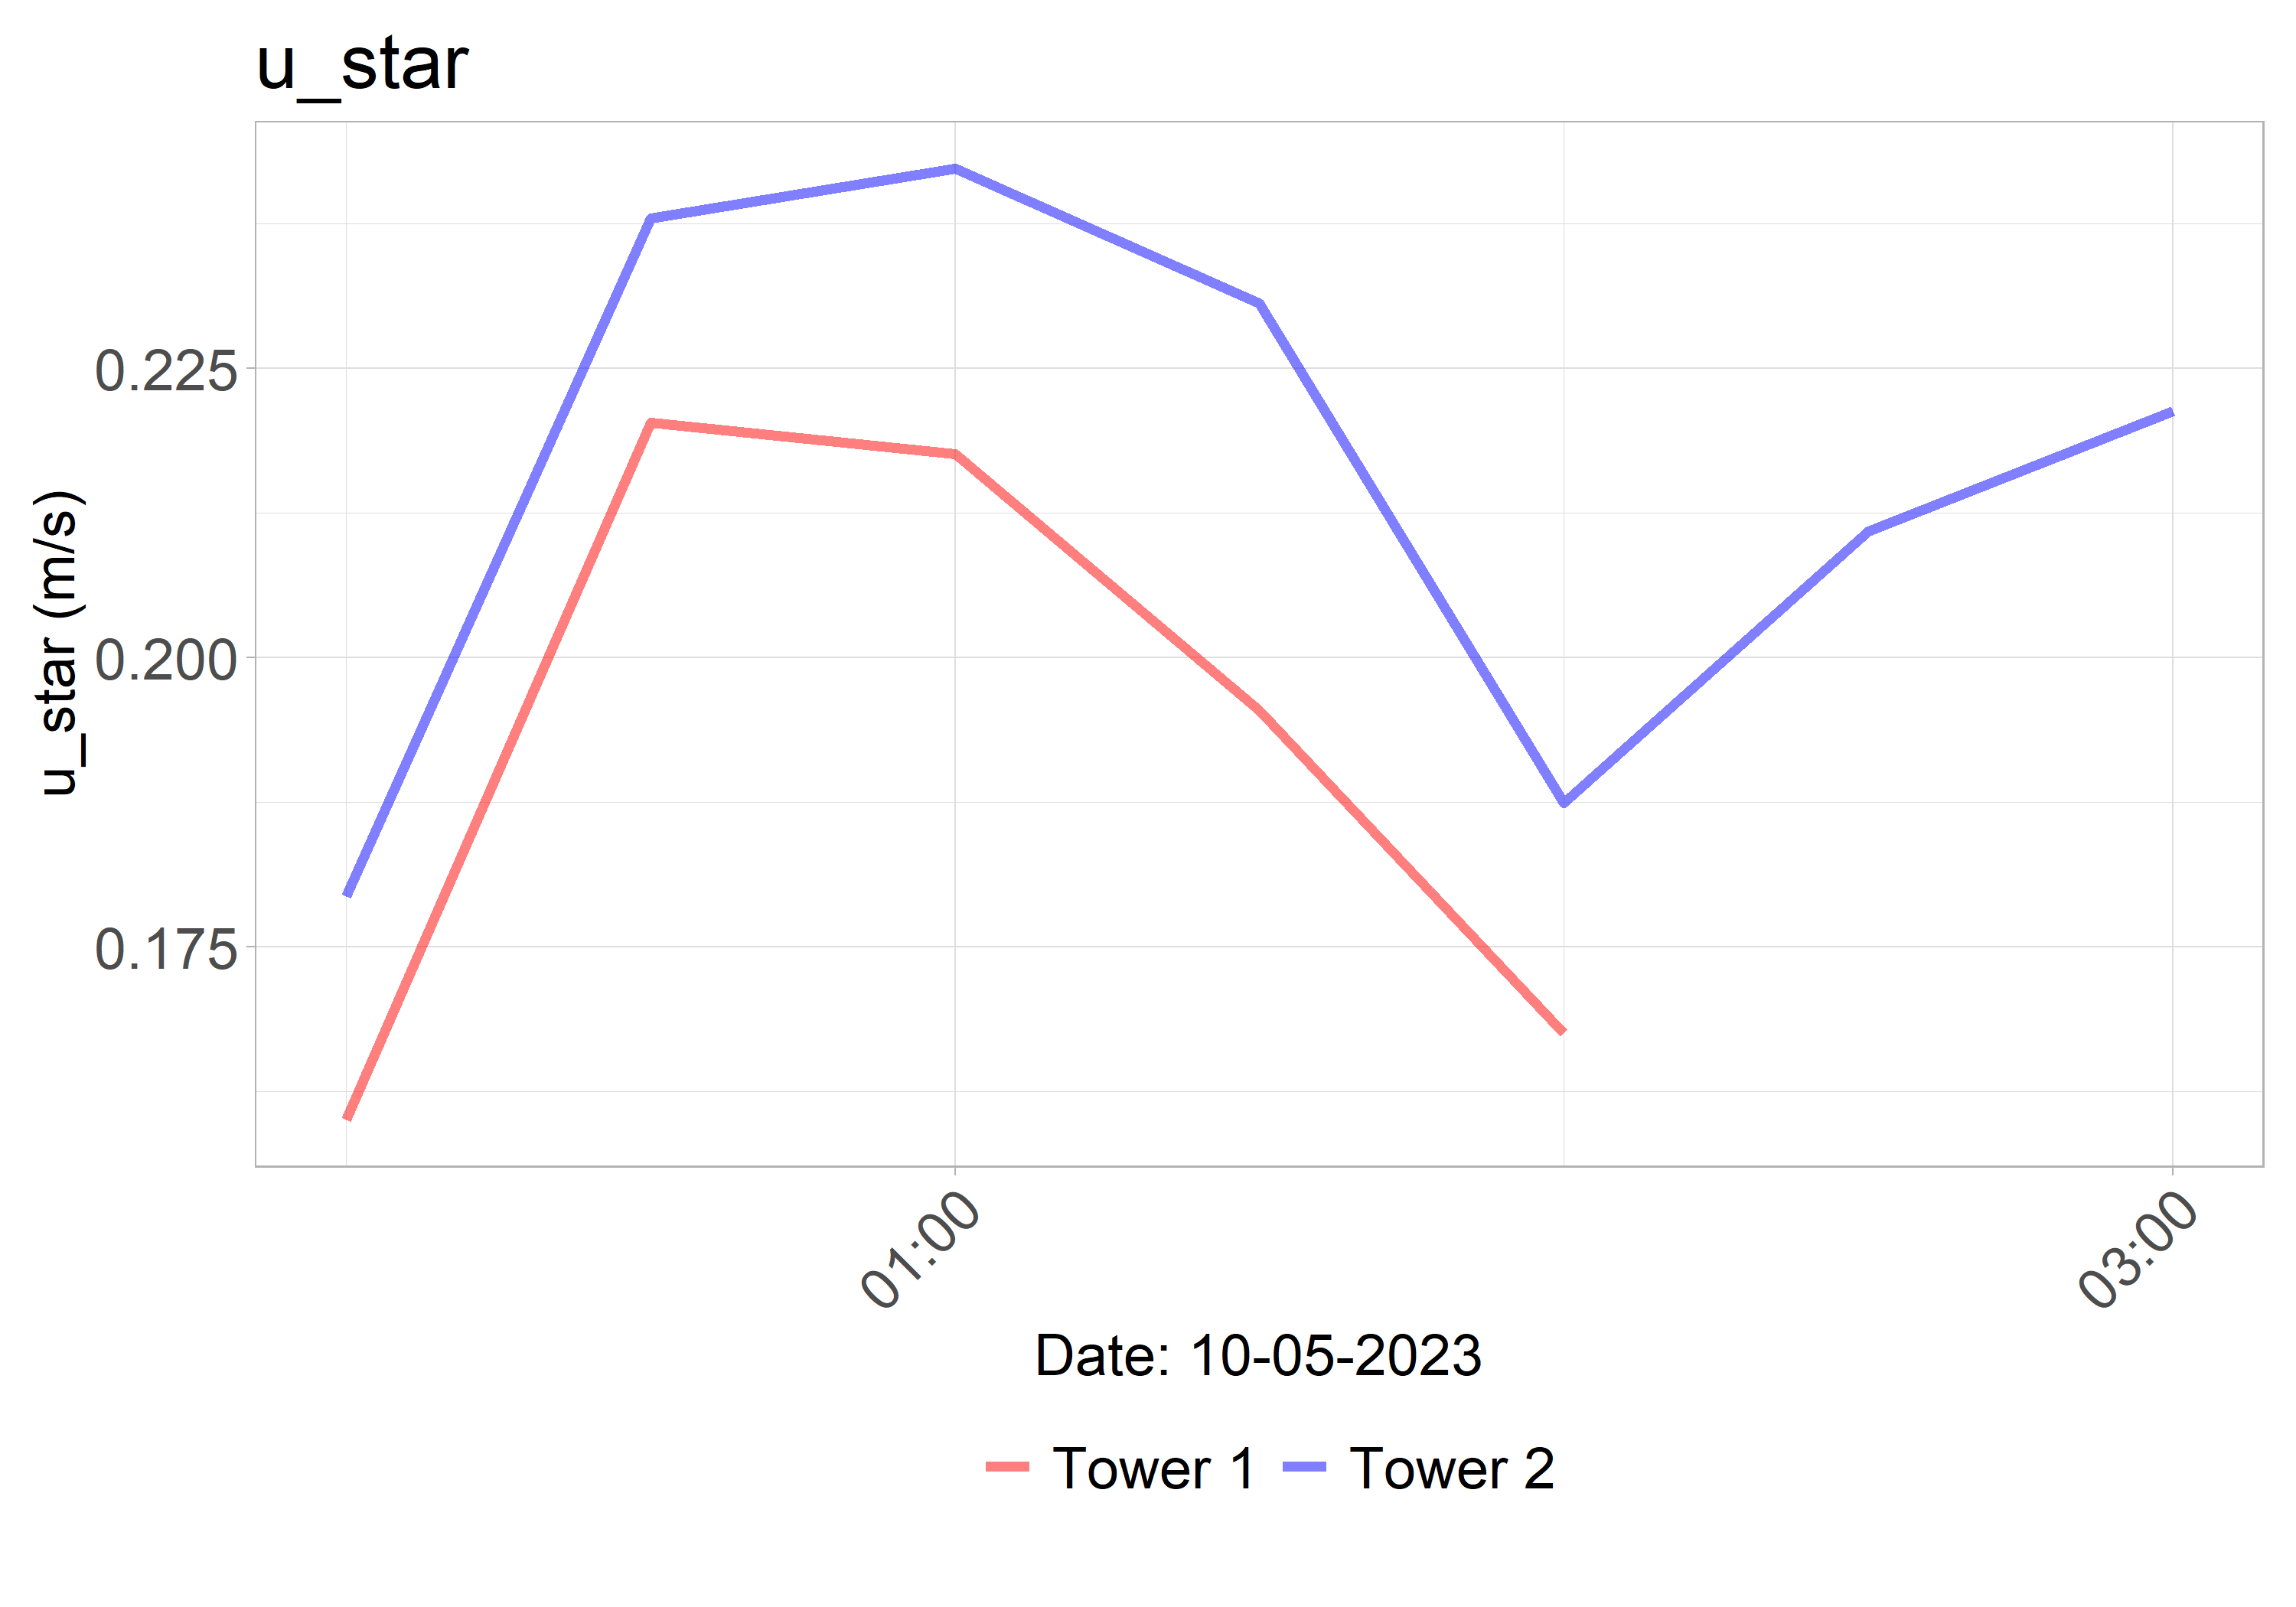 u_star
u_star (m/s)
0.225
0.200
0.175
01:00
03:00
Date: 10-05-2023
Tower 1
Tower 2